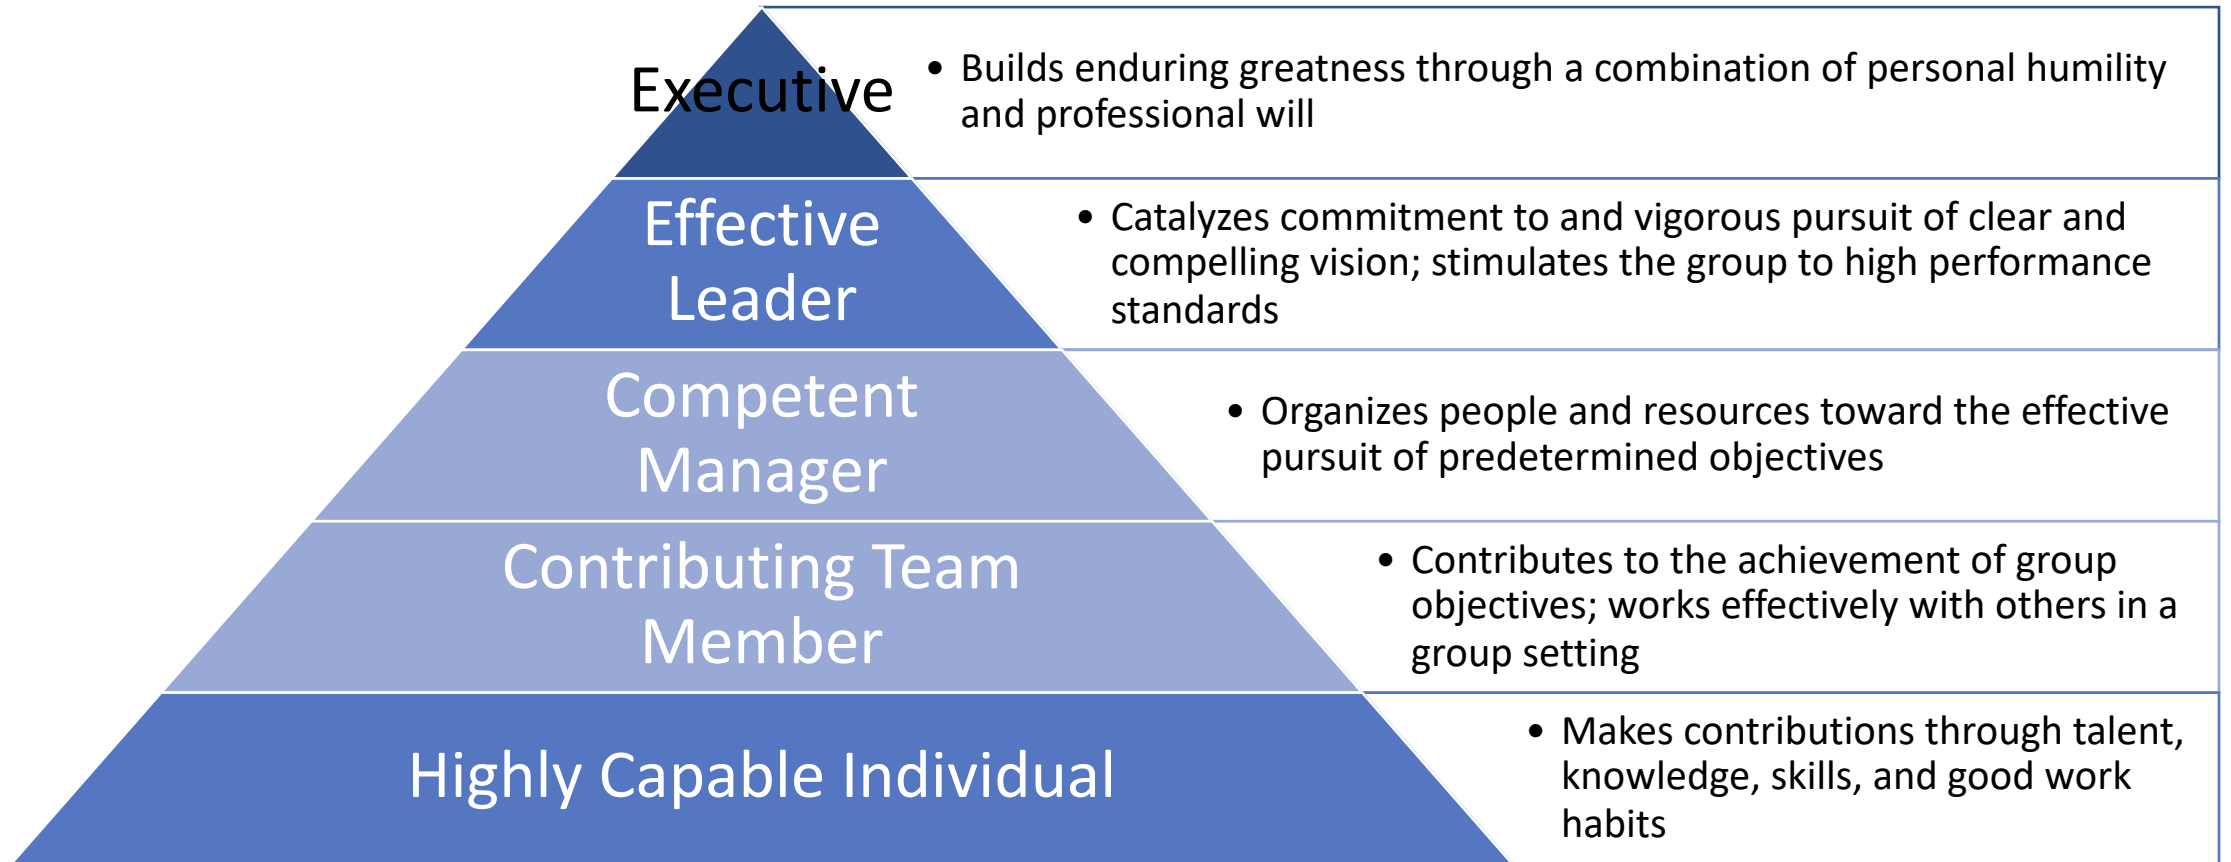 Executive
• Builds enduring greatness through a combination of personal humility
and professional will
Effective
Leader
• Catalyzes commitment to and vigorous pursuit of clear and
compelling vision; stimulates the group to high performance
standards
Competent
Manager
• Organizes people and resources toward the effective
pursuit of predetermined objectives
Contributing Team
Member
• Contributes to the achievement of group
objectives; works effectively with others in a
group setting
Highly Capable Individual
• Makes contributions through talent,
knowledge, skills, and good work
habits